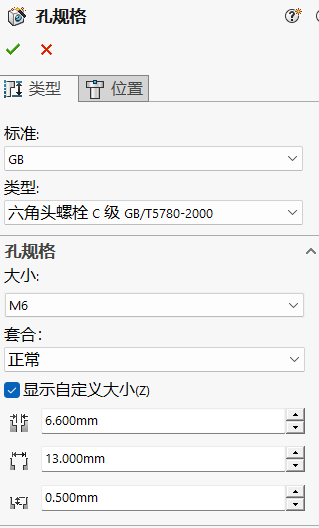 孔规格
类型
位置
标准:
GB
类型:
六角头螺栓 C 级 GB/T5780-2000
孔规格
大小:
M6
套合:
正常
显示自定义大小(Z)
6.600mm
13.000mm
0.500mm